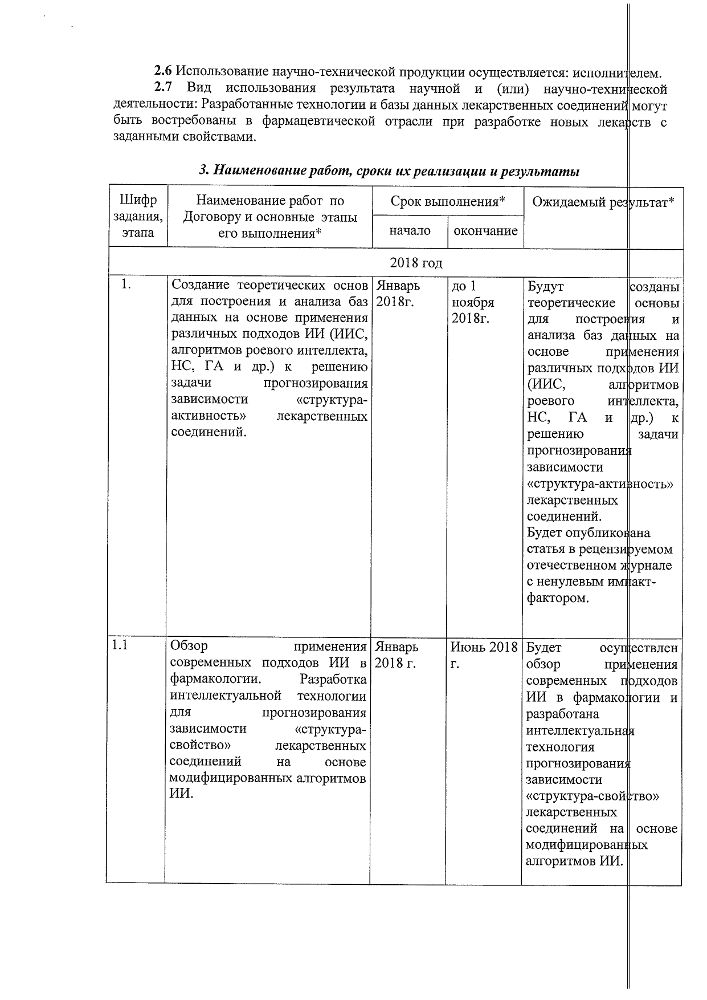 2.6 Использование научно-технической продукции осуществляется: исполнителем.
2.7 Вид использования результата научной и (или) научно-технической
деятельности: Разработанные технологии и базы данных лекарственных соединений могут
быть востребованы в фармацевтической отрасли при разработке новых лекарств с
заданными свойствами.
3. Наименование работ, сроки их реализации и результаты
Шифр
задания,
этапа
Наименование работ по
Договору и основные этапы
его выполнения*
Срок выполнения*
начало
окончание
Ожидаемый результат*
2018 год
1.
Создание теоретических основ
для построения и анализа баз
данных на основе применения
различных подходов ИИ (ИИС,
алгоритмов роевого интеллекта,
НС, ГА и др.) к решению
задачи прогнозирования
зависимости «структура-
активность» лекарственных
соединений.
Январь
2018г.
до 1
ноября
2018г.
Будут созданы
теоретические основы
для построения и
анализа баз данных на
основе применения
различных подходов ИИ
(ИИС, алгоритмов
роевого интеллекта,
НС, ГА и др.) к
решению задачи
прогнозирования
зависимости
«структура-активность»
лекарственных
соединений.
Будет опубликована
статья в рецензируемом
отечественном журнале
с ненулевым импакт-
фактором.
1.1
Обзор применения
современных подходов ИИ в
фармакологии. Разработка
интеллектуальной технологии
для прогнозирования
зависимости «структура-
свойство» лекарственных
соединений на основе
модифицированных алгоритмов
ИИ.
Январь
2018 г.
Июнь 2018
г.
Будет осуществлен
обзор применения
современных подходов
ИИ в фармакологии и
разработана
интеллектуальная
технология
прогнозирования
зависимости
«структура-свойство»
лекарственных
соединений на основе
модифицированных
алгоритмов ИИ.